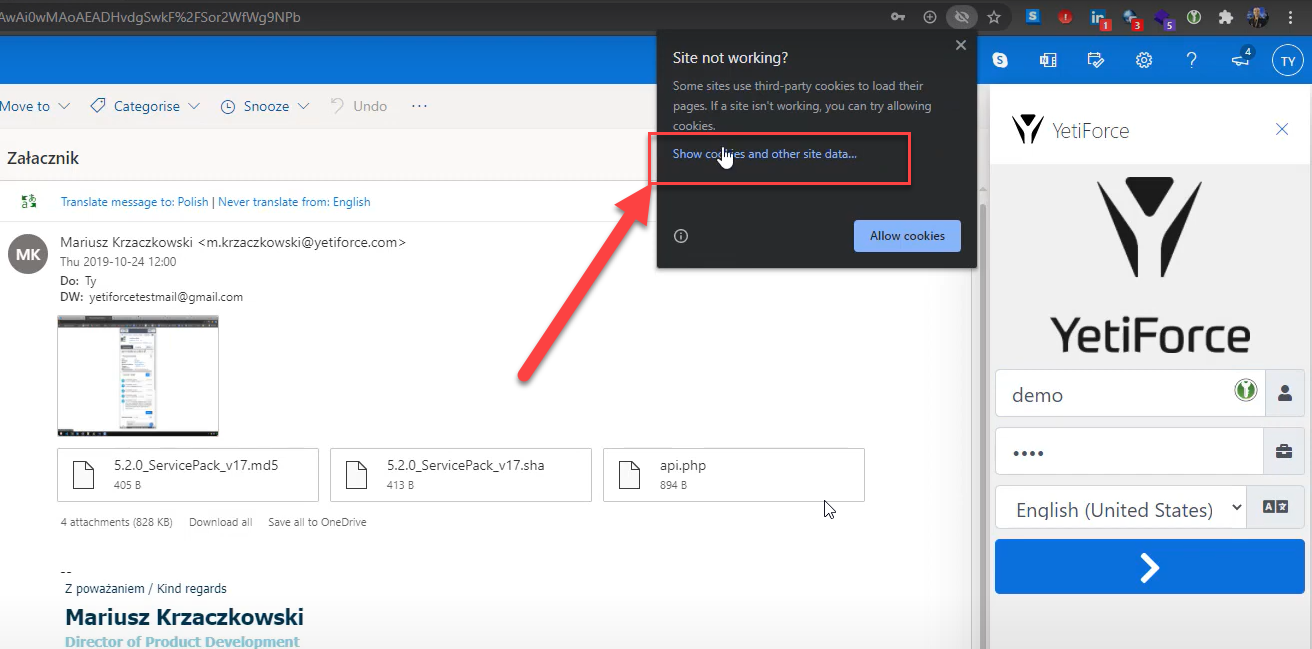 AwAi0wMAoAEADHvdgSwkF%2FSor2WfWg9NPb
1
3
5
Site not working?
Some sites use third-party cookies to load their
pages. If a site isn't working, you can try allowing
cookies.
Show cookies and other site data...
Allow cookies
4
TY
Move to
Categorise
Snooze
Undo
Załacznik
Translate message to: Polish | Never translate from: English
MK
Mariusz Krzaczkowski <m.krzaczkowski@yetiforce.com>
Thu 2019-10-24 12:00
Do: Ty
DW: yetiforcetestmail@gmail.com
5.2.0_ServicePack_v17.md5
405 B
5.2.0_ServicePack_v17.sha
413 B
api.php
894 B
4 attachments (828 KB) Download all Save all to OneDrive
--
Z poważaniem / Kind regards
Mariusz Krzaczkowski
Director of Product Development
YetiForce
YetiForce
demo
••••
English (United States)